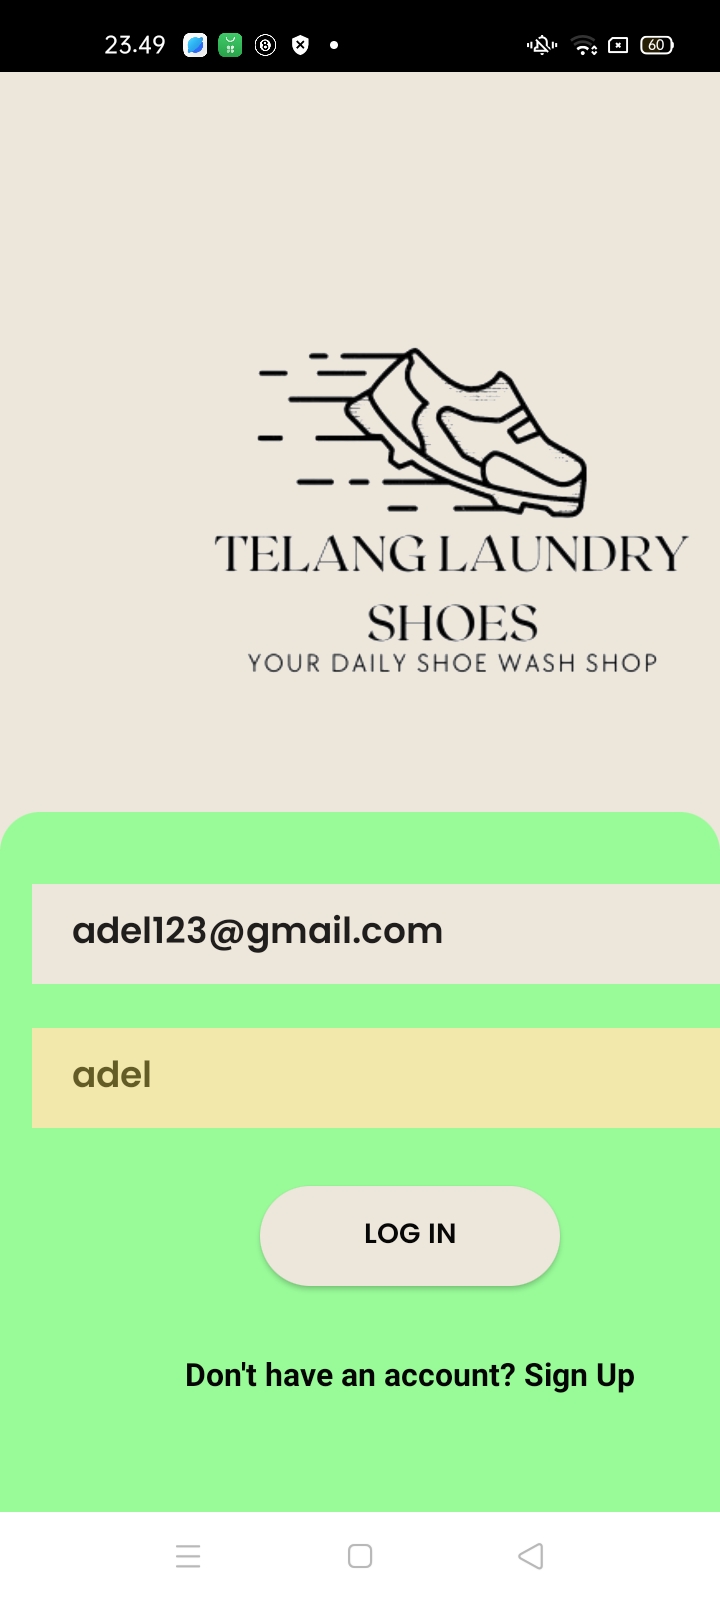 23.49
60
TELANG LAUNDRY
SHOES
YOUR DAILY SHOE WASH SHOP
adel123@gmail.com
adel
LOG IN
Don't have an account? Sign Up